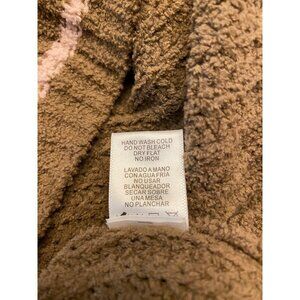 HAND WASH COLD
DO NOT BLEACH
DRY FLAT
NO IRON
LAVADO A MANO
CON AGUA FRIA
NO USAR
BLANQUEADOR
SECAR SOBRE
UNA MESA
NO PLANCHAR